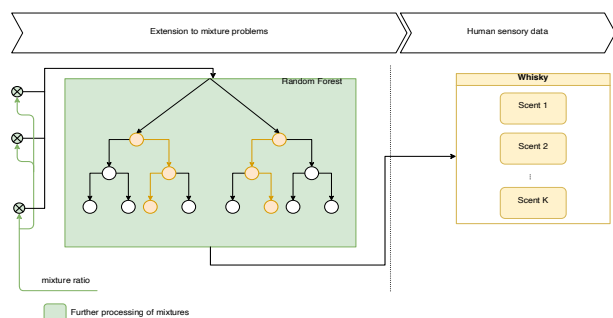 Extension to mixture problems
Human sensory data
Random Forest
Whisky
Scent 1
Scent 2
...
Scent K
mixture ratio
Further processing of mixtures